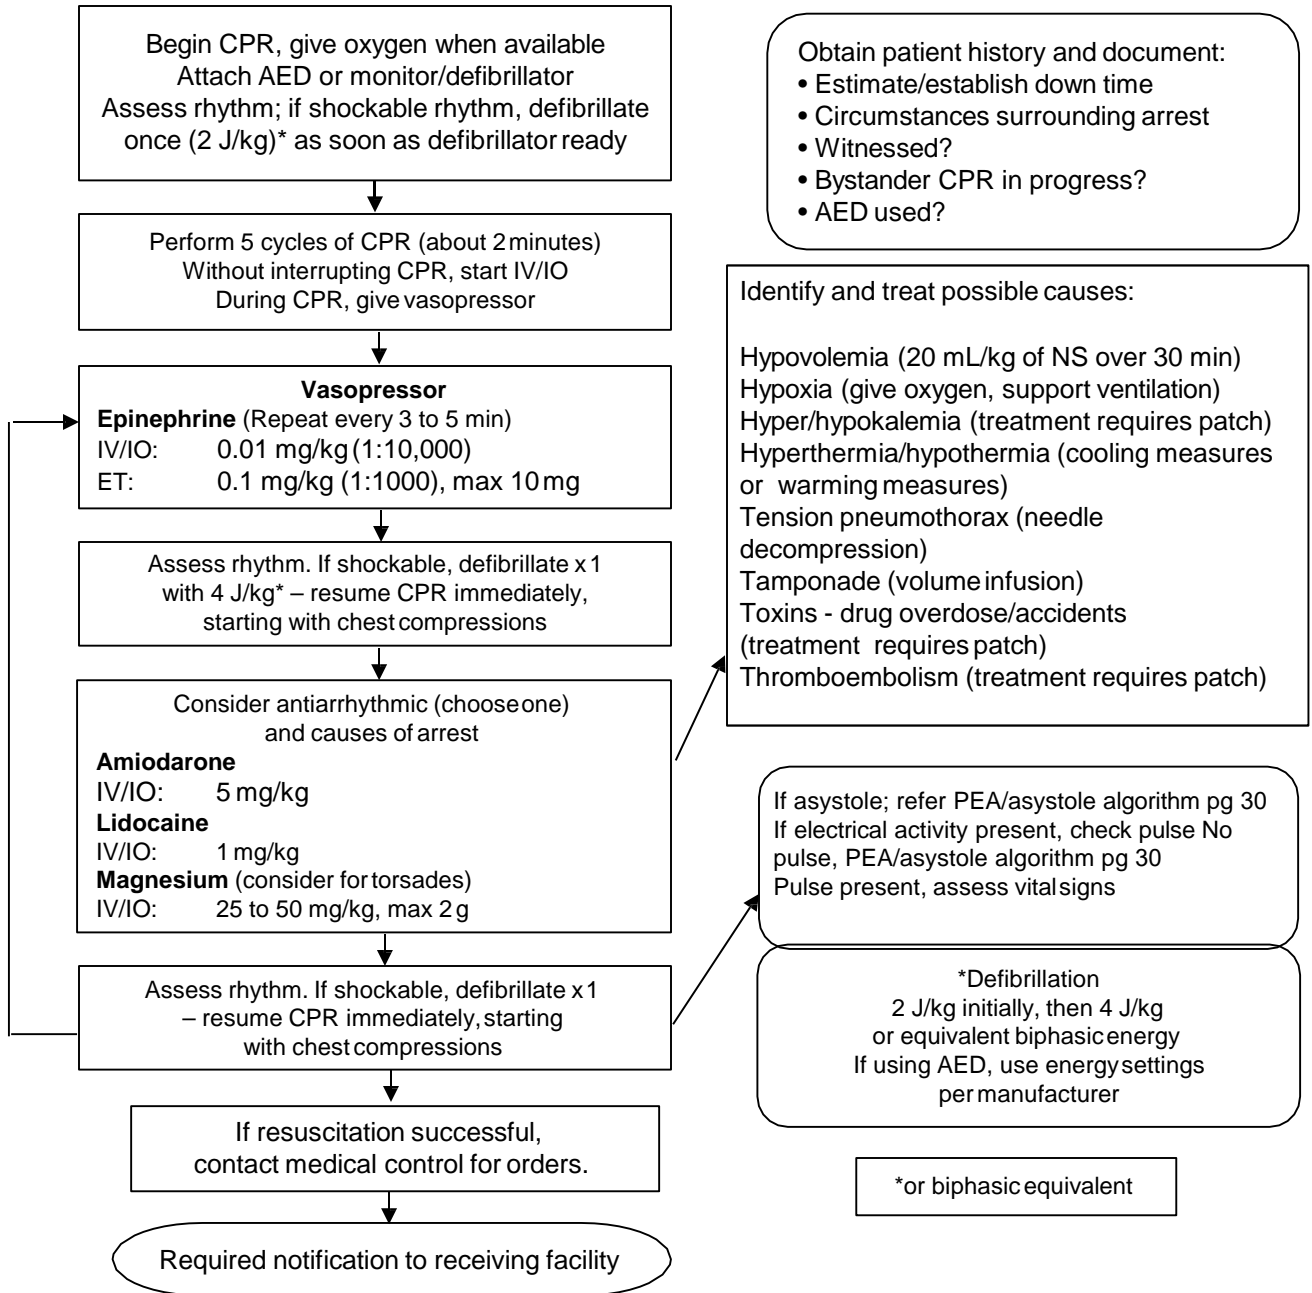 Begin CPR, give oxygen when available
Attach AED or monitor/defibrillator
Assess rhythm; if shockable rhythm, defibrillate
once (2 J/kg)* as soon as defibrillator ready
Perform 5 cycles of CPR (about 2 minutes)
Without interrupting CPR, start IV/IO
During CPR, give vasopressor
Vasopressor
Epinephrine (Repeat every 3 to 5 min)
IV/IO: 0.01 mg/kg (1:10,000)
ET: 0.1 mg/kg (1:1000), max 10 mg
Assess rhythm. If shockable, defibrillate x 1
with 4 J/kg* – resume CPR immediately,
starting with chest compressions
Consider antiarrhythmic (choose one)
and causes of arrest
Amiodarone
IV/IO: 5 mg/kg
Lidocaine
IV/IO: 1 mg/kg
Magnesium (consider for torsades)
IV/IO: 25 to 50 mg/kg, max 2 g
Assess rhythm. If shockable, defibrillate x 1
– resume CPR immediately, starting
with chest compressions
If resuscitation successful,
contact medical control for orders.
Required notification to receiving facility
Obtain patient history and document:
• Estimate/establish down time
• Circumstances surrounding arrest
• Witnessed?
• Bystander CPR in progress?
• AED used?
Identify and treat possible causes:
Hypovolemia (20 mL/kg of NS over 30 min)
Hypoxia (give oxygen, support ventilation)
Hyper/hypokalemia (treatment requires patch)
Hyperthermia/hypothermia (cooling measures
or warming measures)
Tension pneumothorax (needle
decompression)
Tamponade (volume infusion)
Toxins - drug overdose/accidents
(treatment requires patch)
Thromboembolism (treatment requires patch)
If asystole; refer PEA/asystole algorithm pg 30
If electrical activity present, check pulse No
pulse, PEA/asystole algorithm pg 30
Pulse present, assess vital signs
*Defibrillation
2 J/kg initially, then 4 J/kg
or equivalent biphasic energy
If using AED, use energy settings
per manufacturer
*or biphasic equivalent